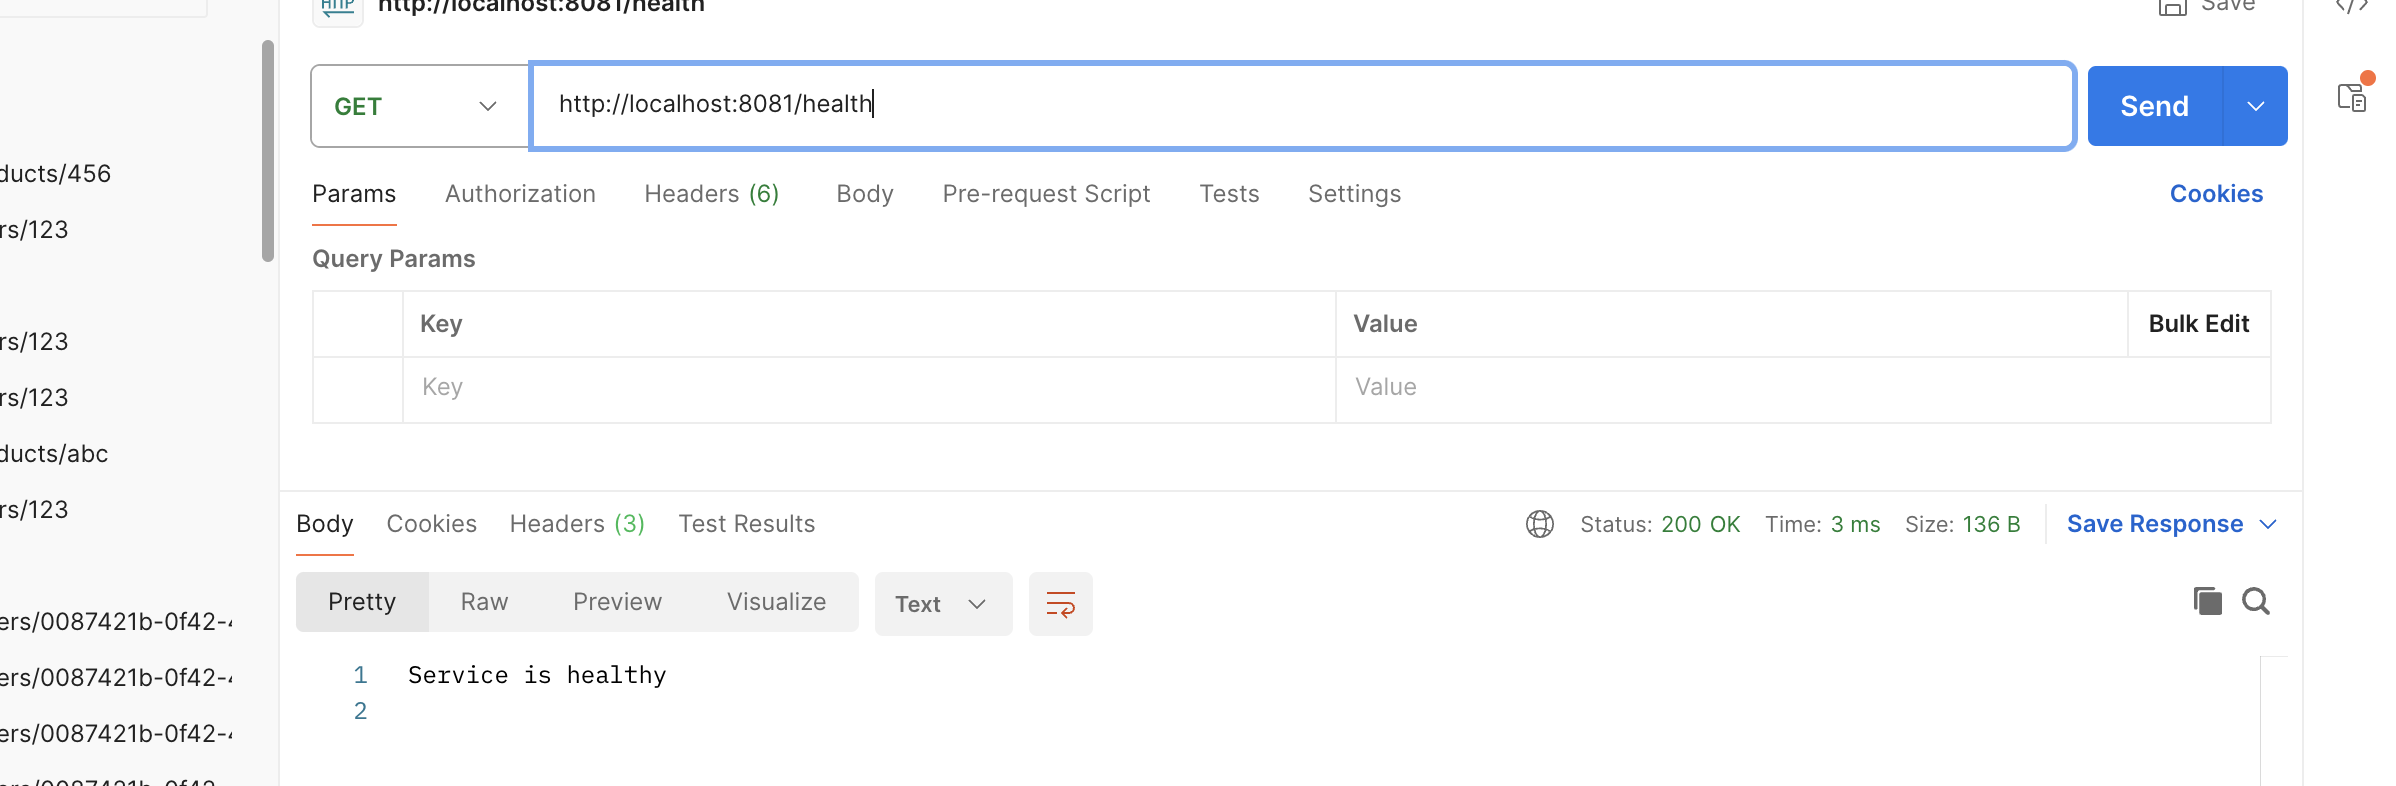 HTTP http://localhost:8081/health Save </>
GET http://localhost:8081/health Send
Params Authorization Headers (6) Body Pre-request Script Tests Settings Cookies
Query Params
Key Value Bulk Edit
Key Value
ducts/456
rs/123
rs/123
rs/123
ducts/abc
rs/123
ers/0087421b-0f42-
ers/0087421b-0f42-
ers/0087421b-0f42-
ers/0087421b-0f42-
Body Cookies Headers (3) Test Results Status: 200 OK Time: 3 ms Size: 136 B Save Response
Pretty Raw Preview Visualize Text
1 Service is healthy
2